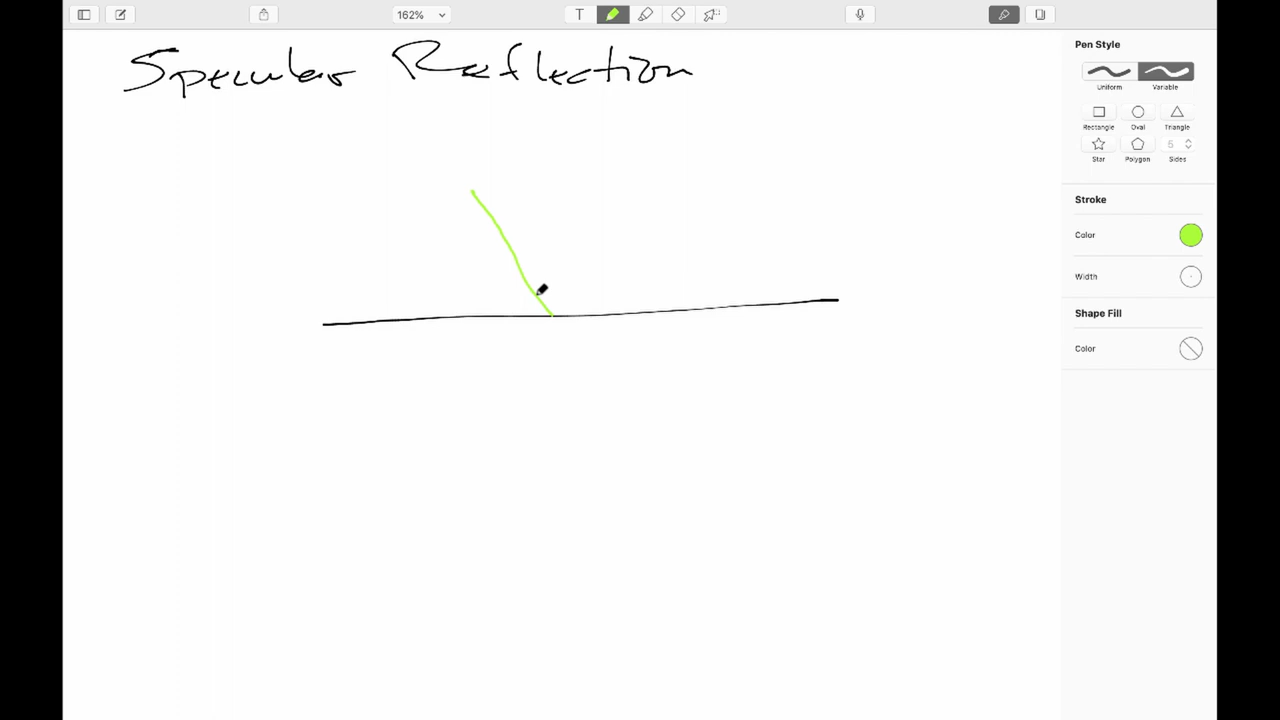 162%
T
Specular Reflection
Pen Style
Uniform Variable
Rectangle Oval Triangle
5
Star Polygon Sides
Stroke
Color
Width
Shape Fill
Color